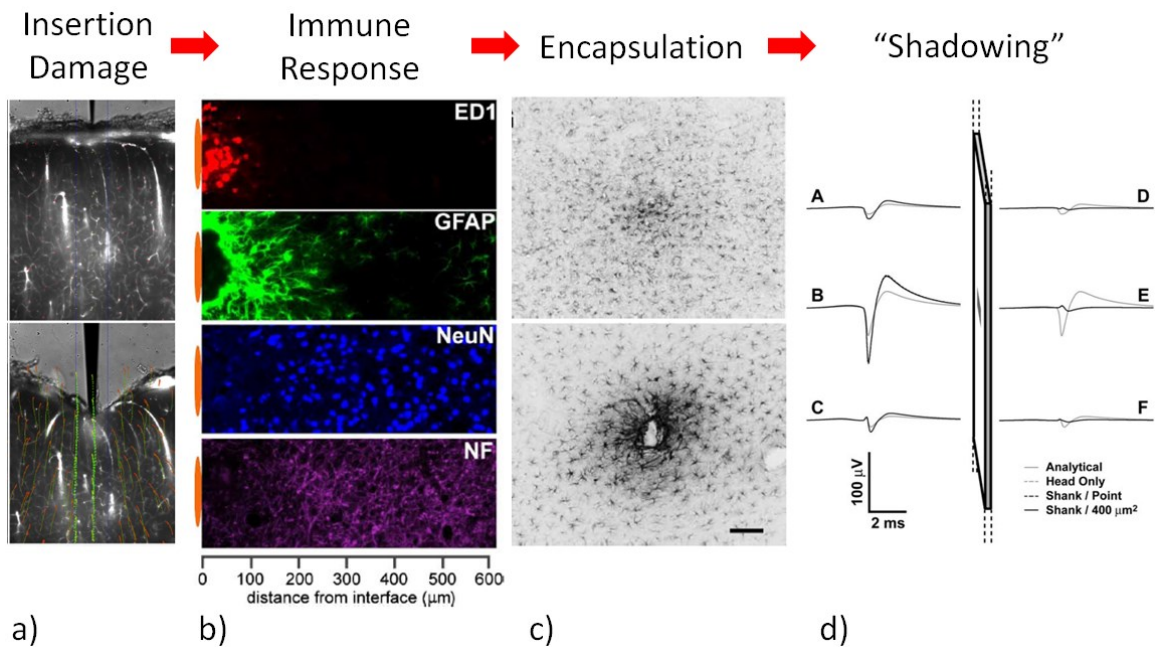 Insertion
Damage
Immune
Response
Encapsulation
“Shadowing”
ED1
GFAP
NeuN
NF
0 100 200 300 400 500 600
distance from interface (μm)
A
B
C
D
E
F
100 μV
2 ms
Analytical
Head Only
Shank / Point
Shank / 400 μm²
a)
b)
c)
d)